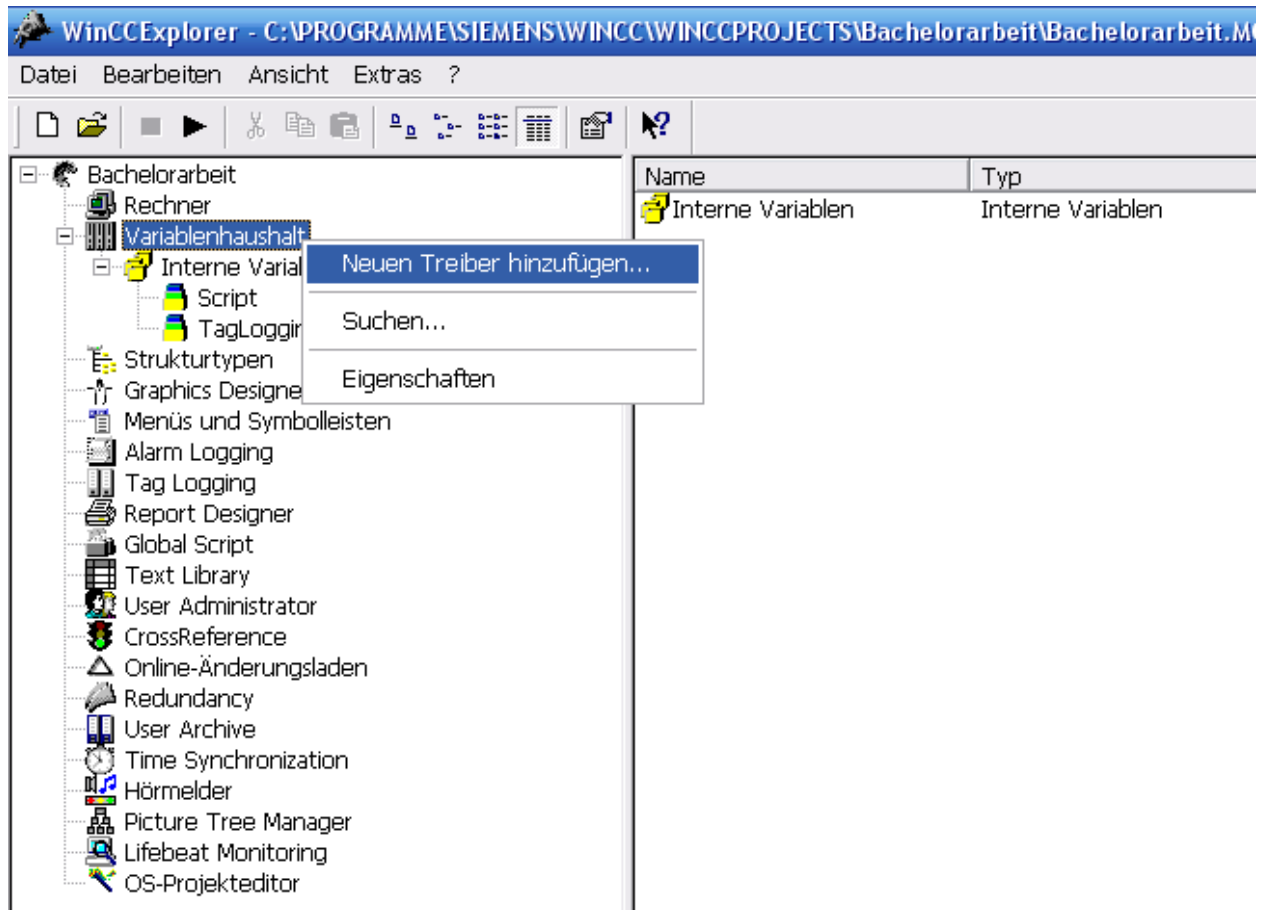 WinCCExplorer - C:\PROGRAMME\SIEMENS\WINCC\WINCCPROJECTS\Bachelorarbeit\Bachelorarbeit.M
Datei Bearbeiten Ansicht Extras ?
Bachelorarbeit
Rechner
Variablenhaushalt
Interne Varial
Script
TagLoggin
Strukturtypen
Graphics Designe
Menüs und Symbolleisten
Alarm Logging
Tag Logging
Report Designer
Global Script
Text Library
User Administrator
CrossReference
Online-Änderungsladen
Redundancy
User Archive
Time Synchronization
Hörmelder
Picture Tree Manager
Lifebeat Monitoring
OS-Projekteditor
Neuen Treiber hinzufügen...
Suchen...
Eigenschaften
Name Typ
Interne Variablen Interne Variablen